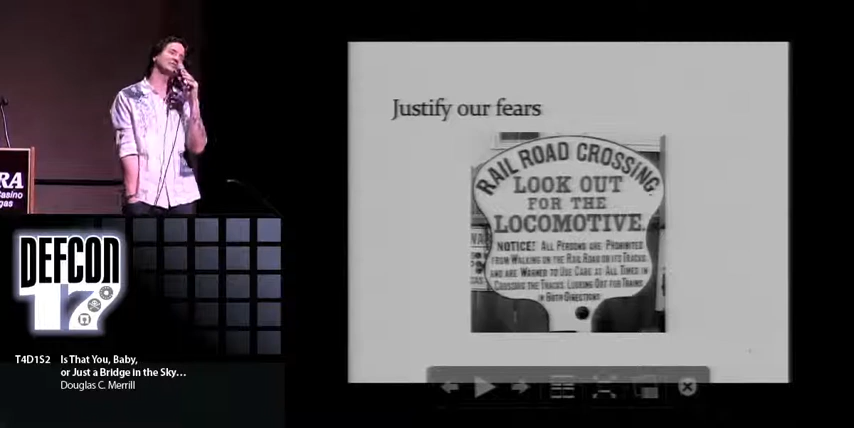 Justify our fears
RAIL ROAD CROSSING.
LOOK OUT
FOR THE
LOCOMOTIVE.
NOTICE! ALL PERSONS ARE PROHIBITED
FROM WALKING ON THE RAIL ROAD OR ITS TRACKS
AND ARE WARNED TO USE CARE AT ALL TIMES IN
CROSSING THE TRACKS, LOOKING OUT FOR TRAINS
IN BOTH DIRECTIONS
RA
Casino
gas
DEFCON
17
T4D1S2 Is That You, Baby,
or Just a Bridge in the Sky...
Douglas C. Merrill